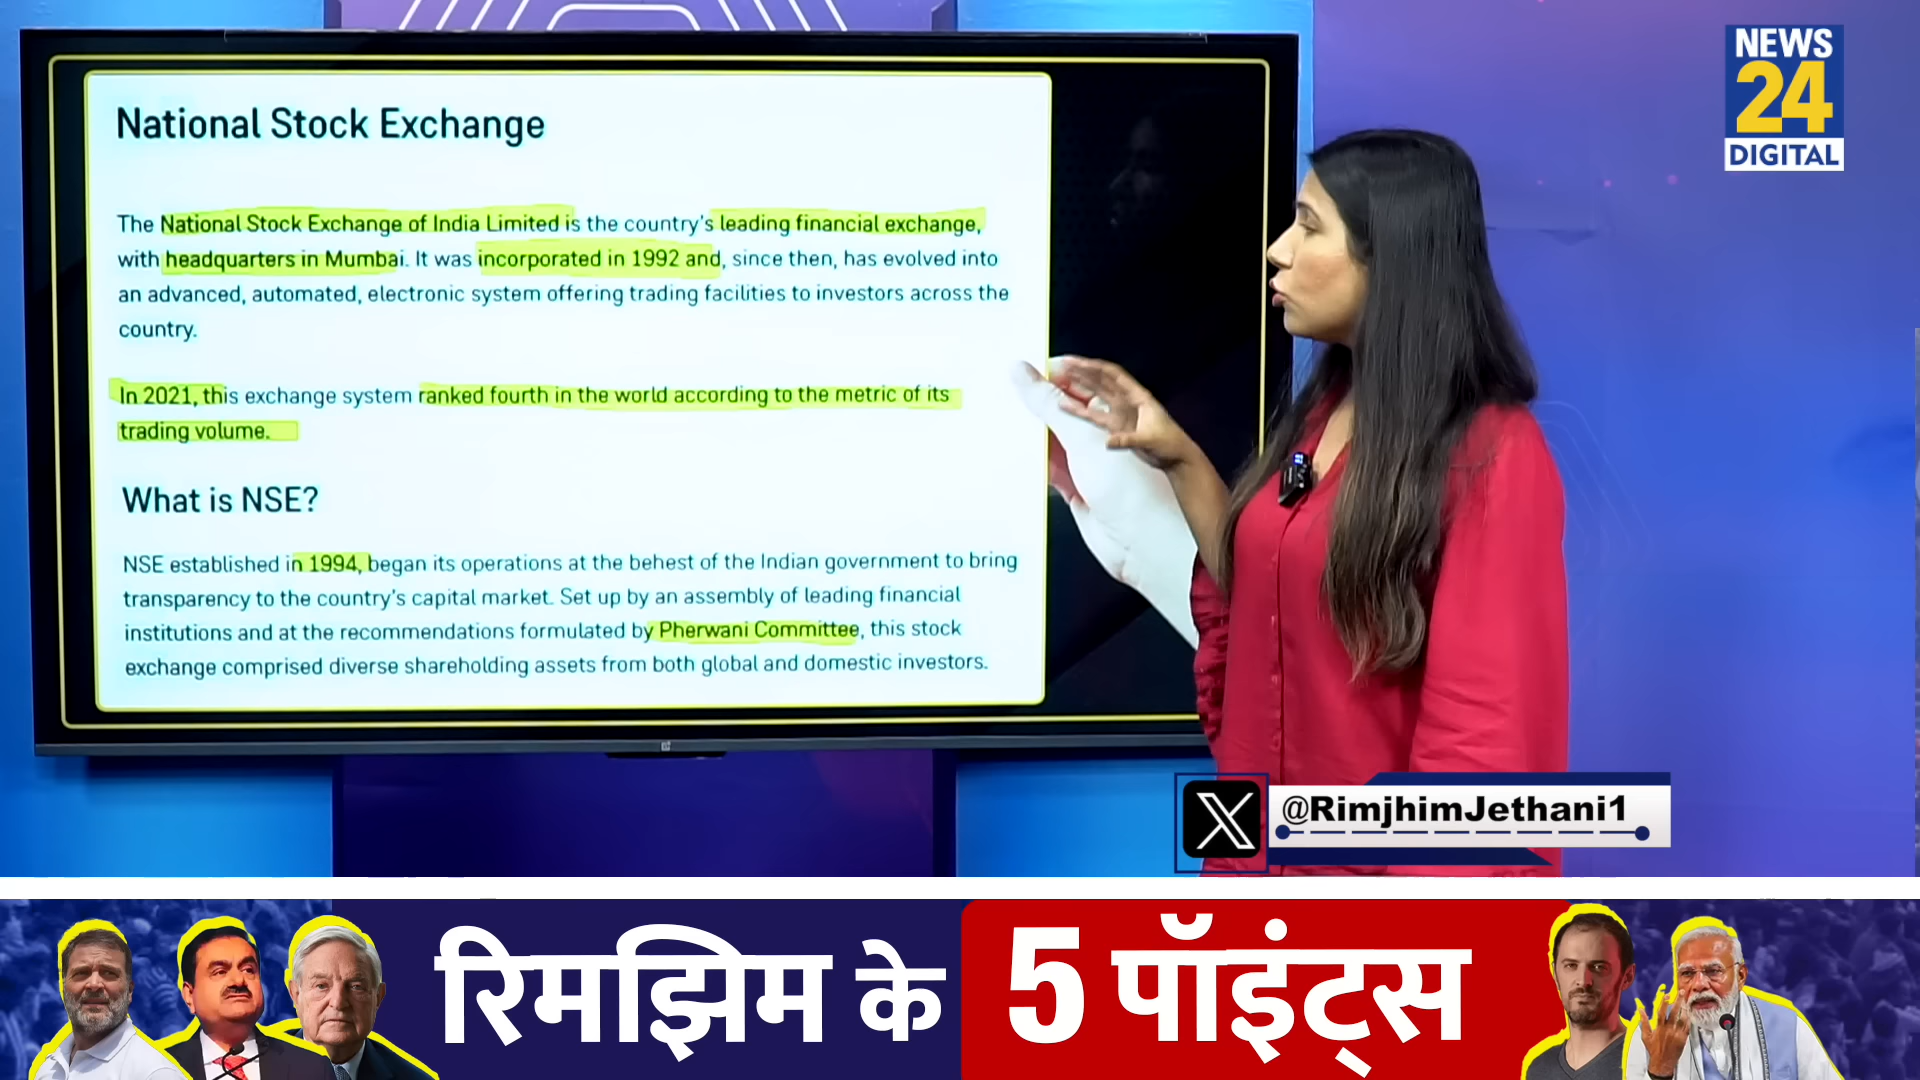 National Stock Exchange
The National Stock Exchange of India Limited is the country's leading financial exchange,
with headquarters in Mumbai. It was incorporated in 1992 and, since then, has evolved into
an advanced, automated, electronic system offering trading facilities to investors across the
country.
In 2021, this exchange system ranked fourth in the world according to the metric of its
trading volume.
What is NSE?
NSE established in 1994, began its operations at the behest of the Indian government to bring
transparency to the country's capital market. Set up by an assembly of leading financial
institutions and at the recommendations formulated by Pherwani Committee, this stock
exchange comprised diverse shareholding assets from both global and domestic investors.
NEWS
24
DIGITAL
@RimjhimJethani1
रिमझिम के 5 पॉइंट्स